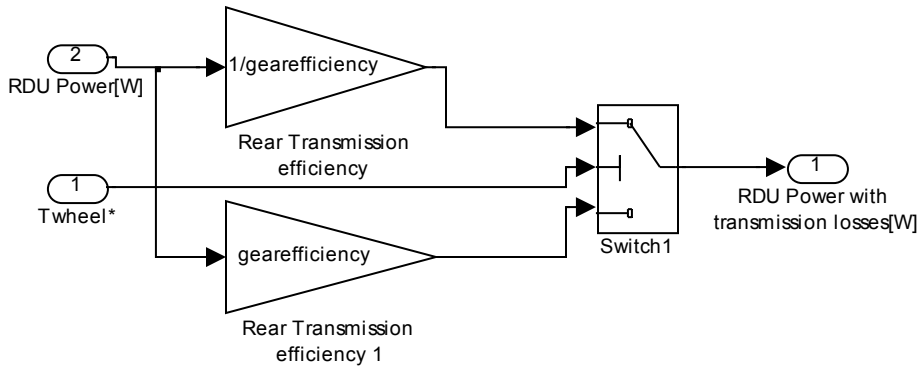 2
RDU Power[W]
1/gearefficiency
Rear Transmission
efficiency
1
Twheel*
gearefficiency
Rear Transmission
efficiency 1
Switch1
1
RDU Power with
transmission losses[W]